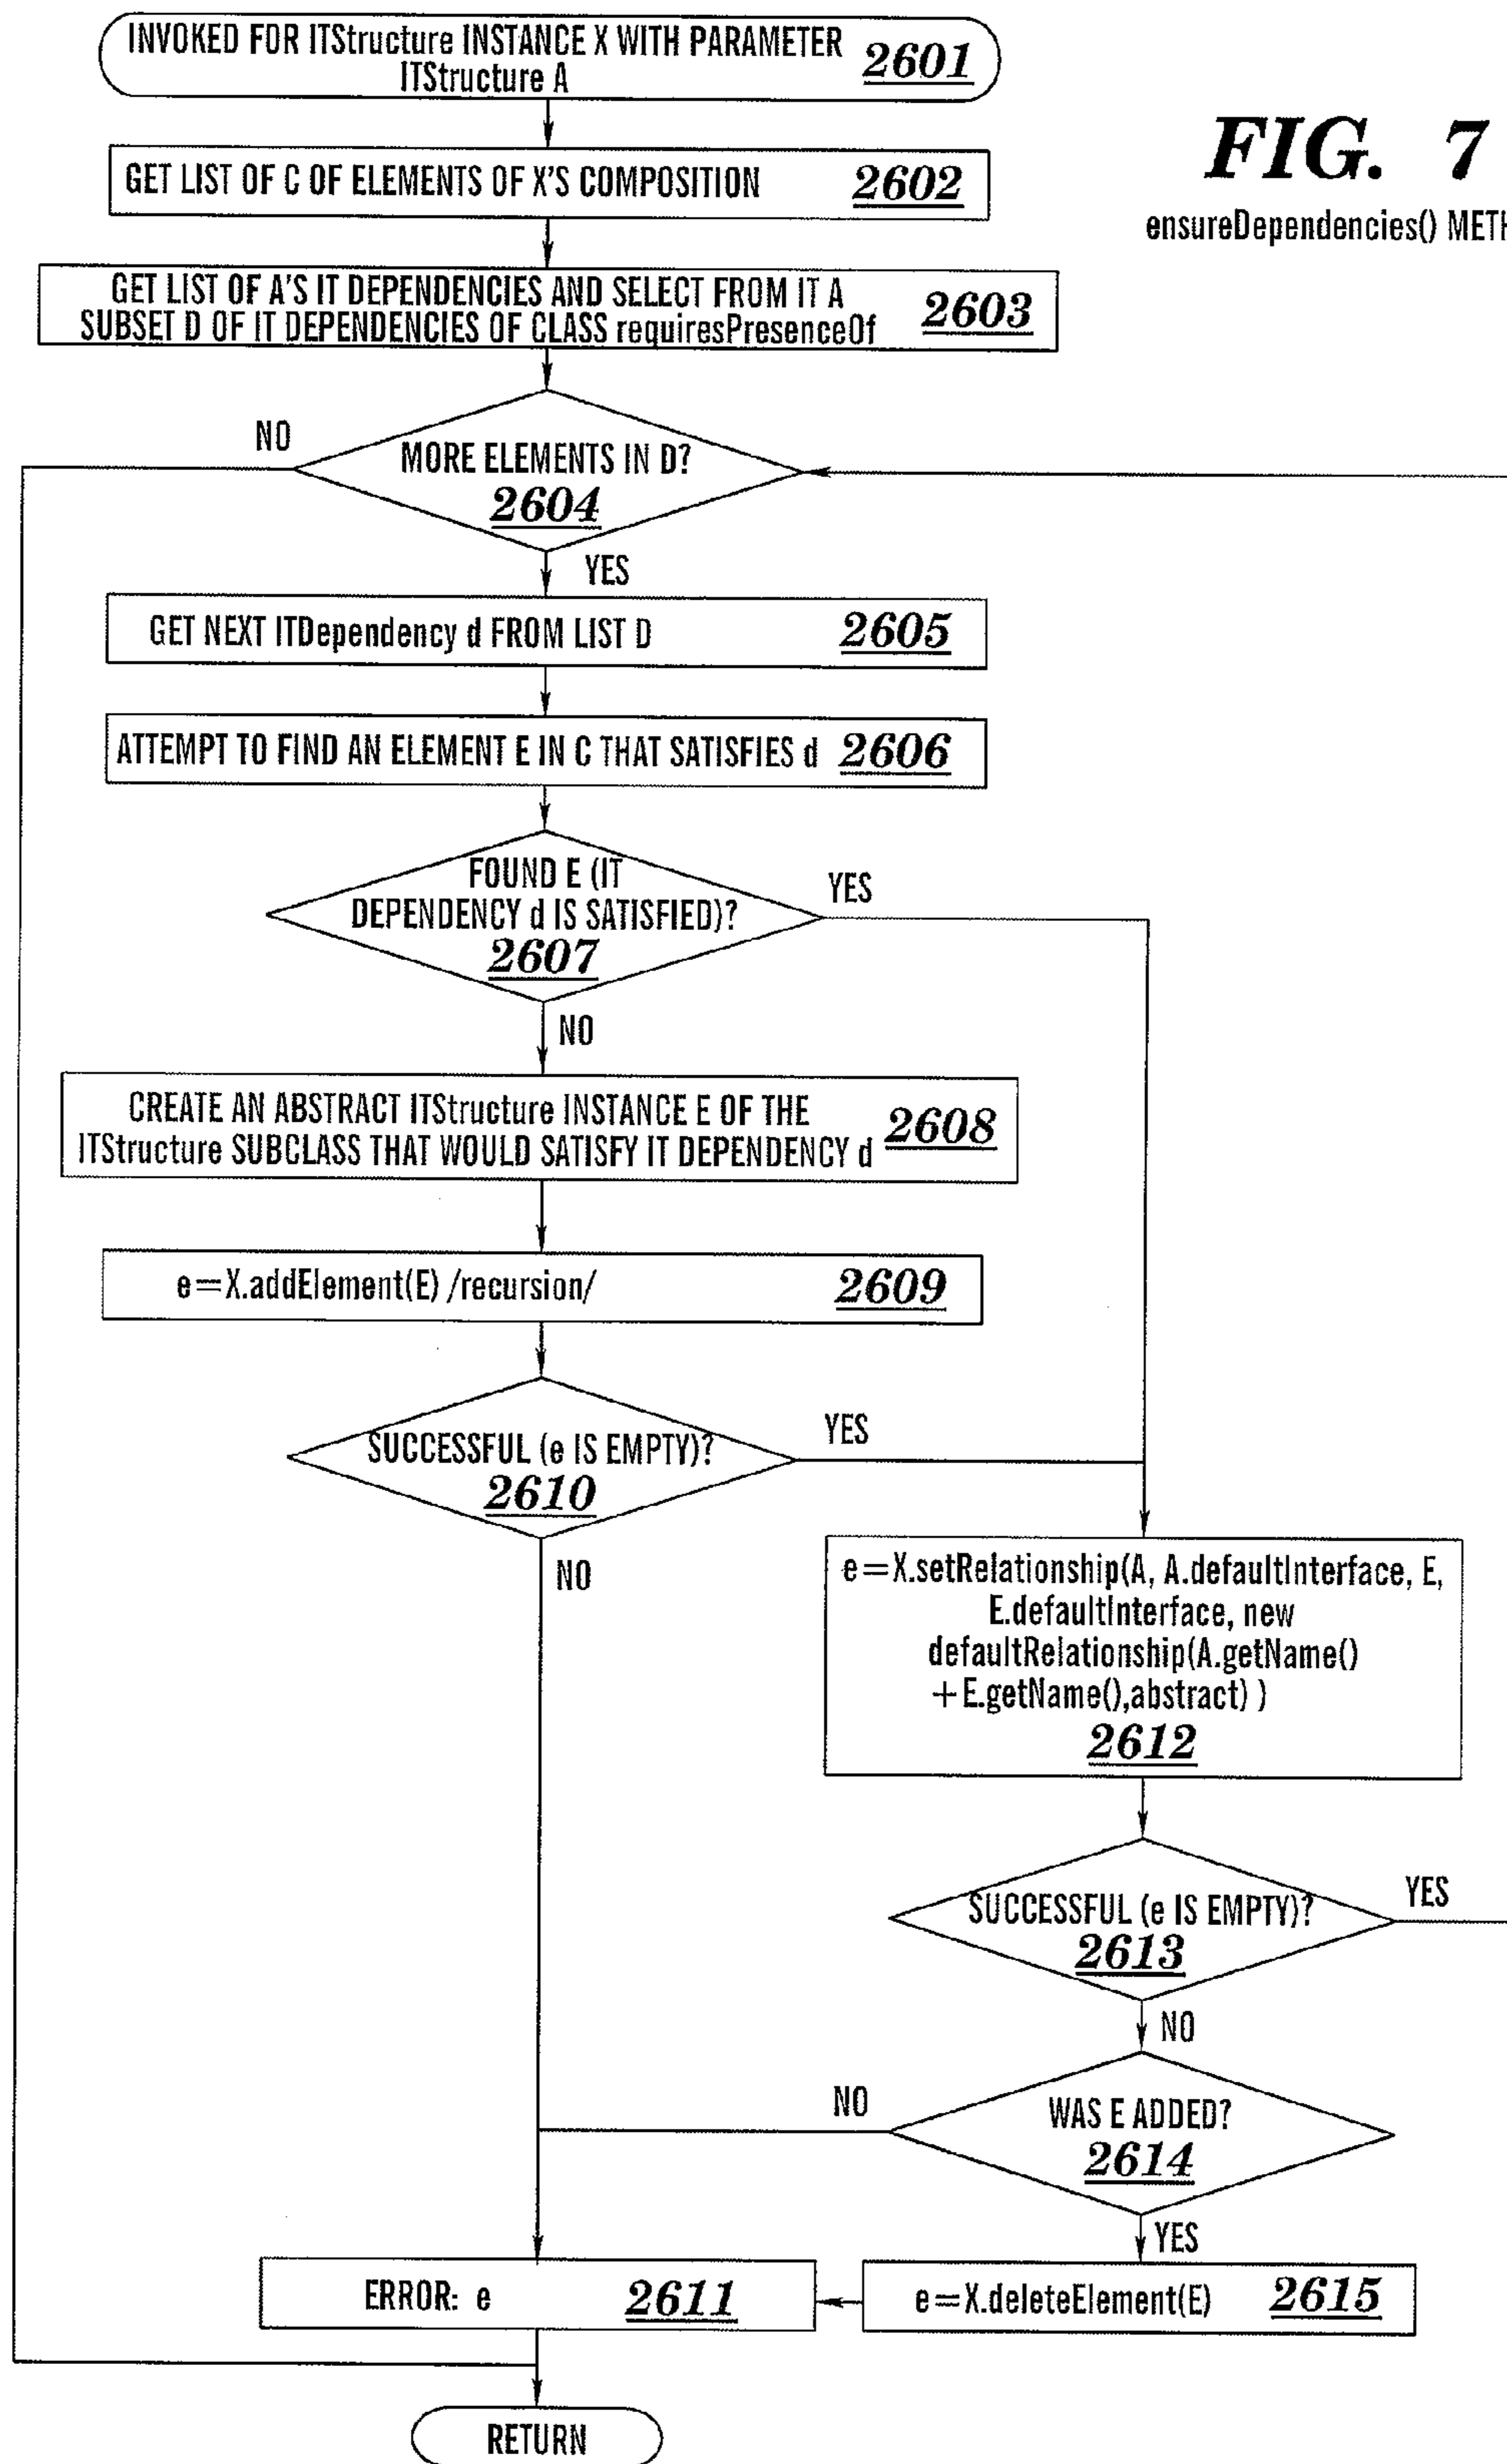 INVOKED FOR ITStructure INSTANCE X WITH PARAMETER
ITStructure A
2601
FIG. 7
ensureDependencies() METH
GET LIST OF C OF ELEMENTS OF X'S COMPOSITION 2602
GET LIST OF A'S IT DEPENDENCIES AND SELECT FROM IT A
SUBSET D OF IT DEPENDENCIES OF CLASS requiresPresenceOf
2603
NO
MORE ELEMENTS IN D?
2604
YES
GET NEXT ITDependency d FROM LIST D 2605
ATTEMPT TO FIND AN ELEMENT E IN C THAT SATISFIES d 2606
FOUND E (IT
DEPENDENCY d IS SATISFIED)?
2607
YES
NO
CREATE AN ABSTRACT ITStructure INSTANCE E OF THE
ITStructure SUBCLASS THAT WOULD SATISFY IT DEPENDENCY d
2608
e=X.addElement(E) /recursion/ 2609
SUCCESSFUL (e IS EMPTY)?
2610
YES
NO
e=X.setRelationship(A, A.defaultInterface, E,
E.defaultInterface, new
defaultRelationship(A.getName()
+E.getName(),abstract) )
2612
SUCCESSFUL (e IS EMPTY)?
2613
YES
NO
WAS E ADDED?
2614
NO
YES
ERROR: e 2611
e=X.deleteElement(E) 2615
RETURN